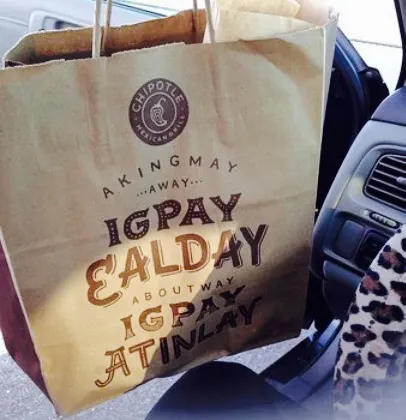 CHIPOTLE
MEXICAN GRILL
AKINGMAY
...AWAY...
IGPAY
EALDAY
ABOUTWAY
IGPAY
ATINLAY